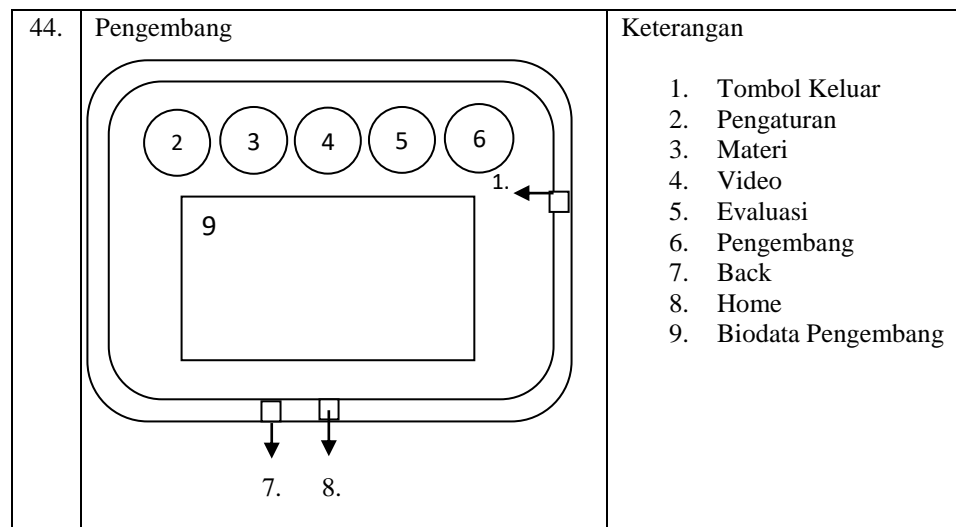 44.
Pengembang
2 3 4 5 6
1.
9
7. 8.
Keterangan
1. Tombol Keluar
2. Pengaturan
3. Materi
4. Video
5. Evaluasi
6. Pengembang
7. Back
8. Home
9. Biodata Pengembang